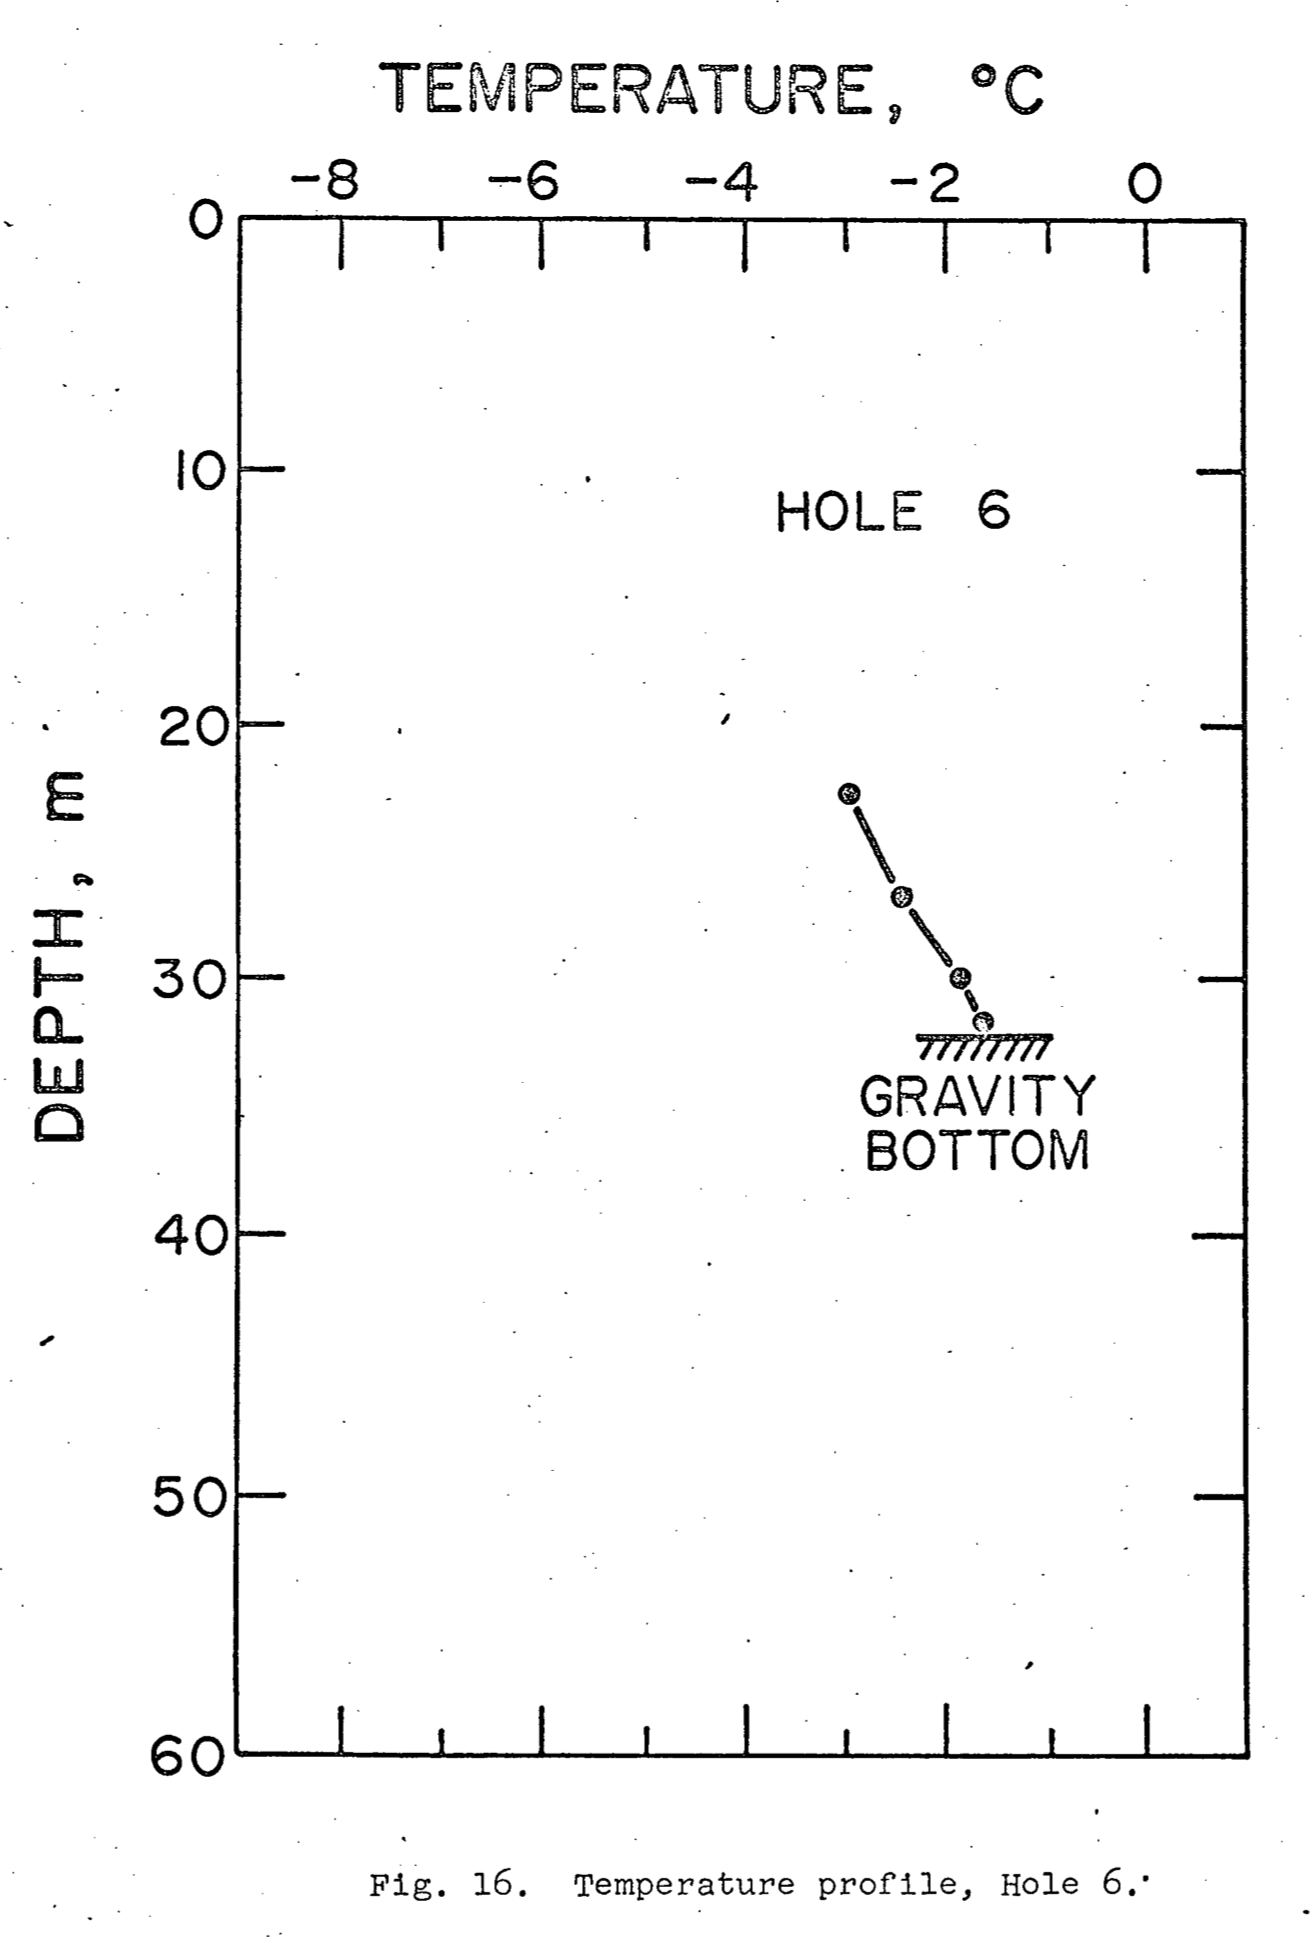 TEMPERATURE, °C
-8 -6 -4 -2 0
0
10
HOLE 6
20
DEPTH, m
30
GRAVITY
BOTTOM
40
50
60
Fig. 16. Temperature profile, Hole 6.